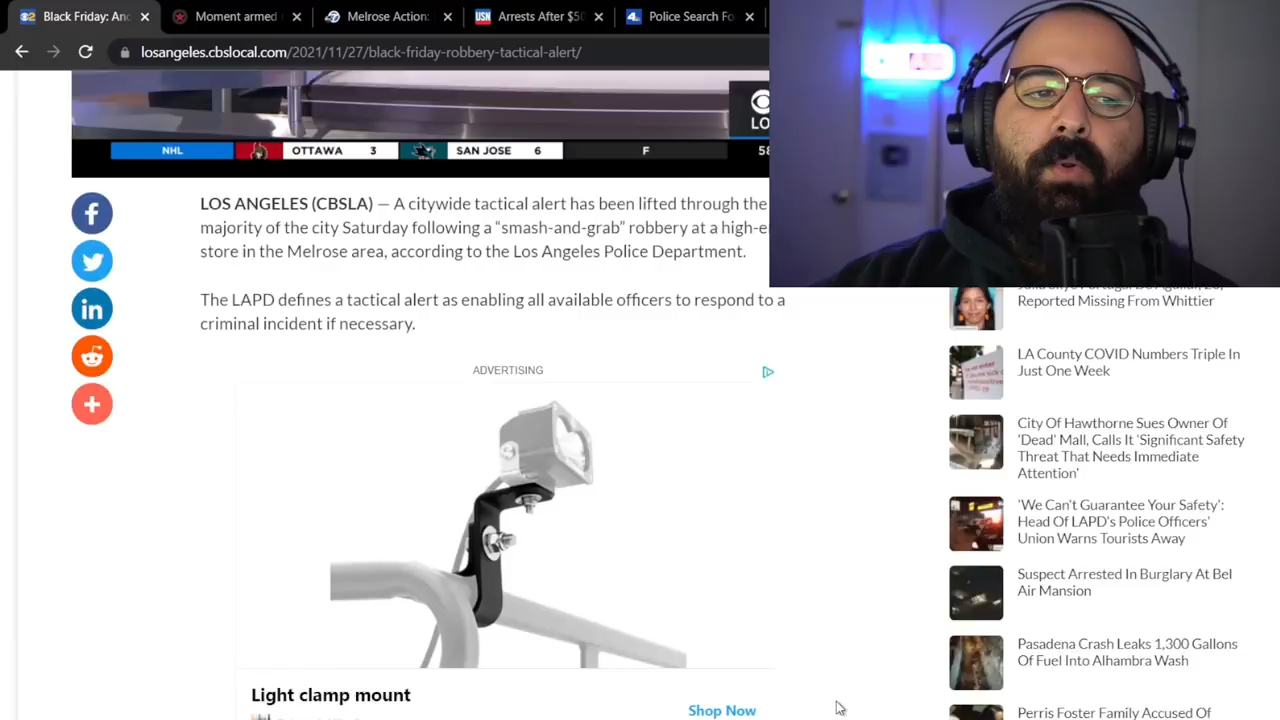 Black Friday: An
Moment armed
Melrose Action:
USN
Arrests After $5
Police Search Fo
losangeles.cbslocal.com/2021/11/27/black-friday-robbery-tactical-alert/
LO
NHL OTTAWA 3 SAN JOSE 6 F
LOS ANGELES (CBSLA) — A citywide tactical alert has been lifted through the
majority of the city Saturday following a “smash-and-grab” robbery at a high-e
store in the Melrose area, according to the Los Angeles Police Department.
The LAPD defines a tactical alert as enabling all available officers to respond to a
criminal incident if necessary.
ADVERTISING
Light clamp mount
Shop Now
Reported Missing From Whittier
LA County COVID Numbers Triple In
Just One Week
City Of Hawthorne Sues Owner Of
'Dead' Mall, Calls It 'Significant Safety
Threat That Needs Immediate
Attention'
'We Can't Guarantee Your Safety':
Head Of LAPD's Police Officers'
Union Warns Tourists Away
Suspect Arrested In Burglary At Bel
Air Mansion
Pasadena Crash Leaks 1,300 Gallons
Of Fuel Into Alhambra Wash
Perris Foster Family Accused Of